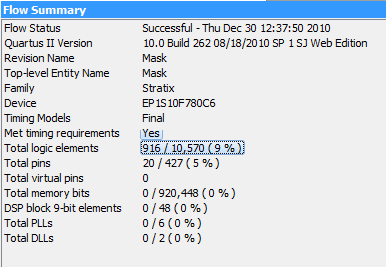 Flow Summary
Flow Status Successful - Thu Dec 30 12:37:50 2010
Quartus II Version 10.0 Build 262 08/18/2010 SP 1 SJ Web Edition
Revision Name Mask
Top-level Entity Name Mask
Family Stratix
Device EP1S10F780C6
Timing Models Final
Met timing requirements Yes
Total logic elements 916 / 10,570 ( 9 % )
Total pins 20 / 427 ( 5 % )
Total virtual pins 0
Total memory bits 0 / 920,448 ( 0 % )
DSP block 9-bit elements 0 / 48 ( 0 % )
Total PLLs 0 / 6 ( 0 % )
Total DLLs 0 / 2 ( 0 % )